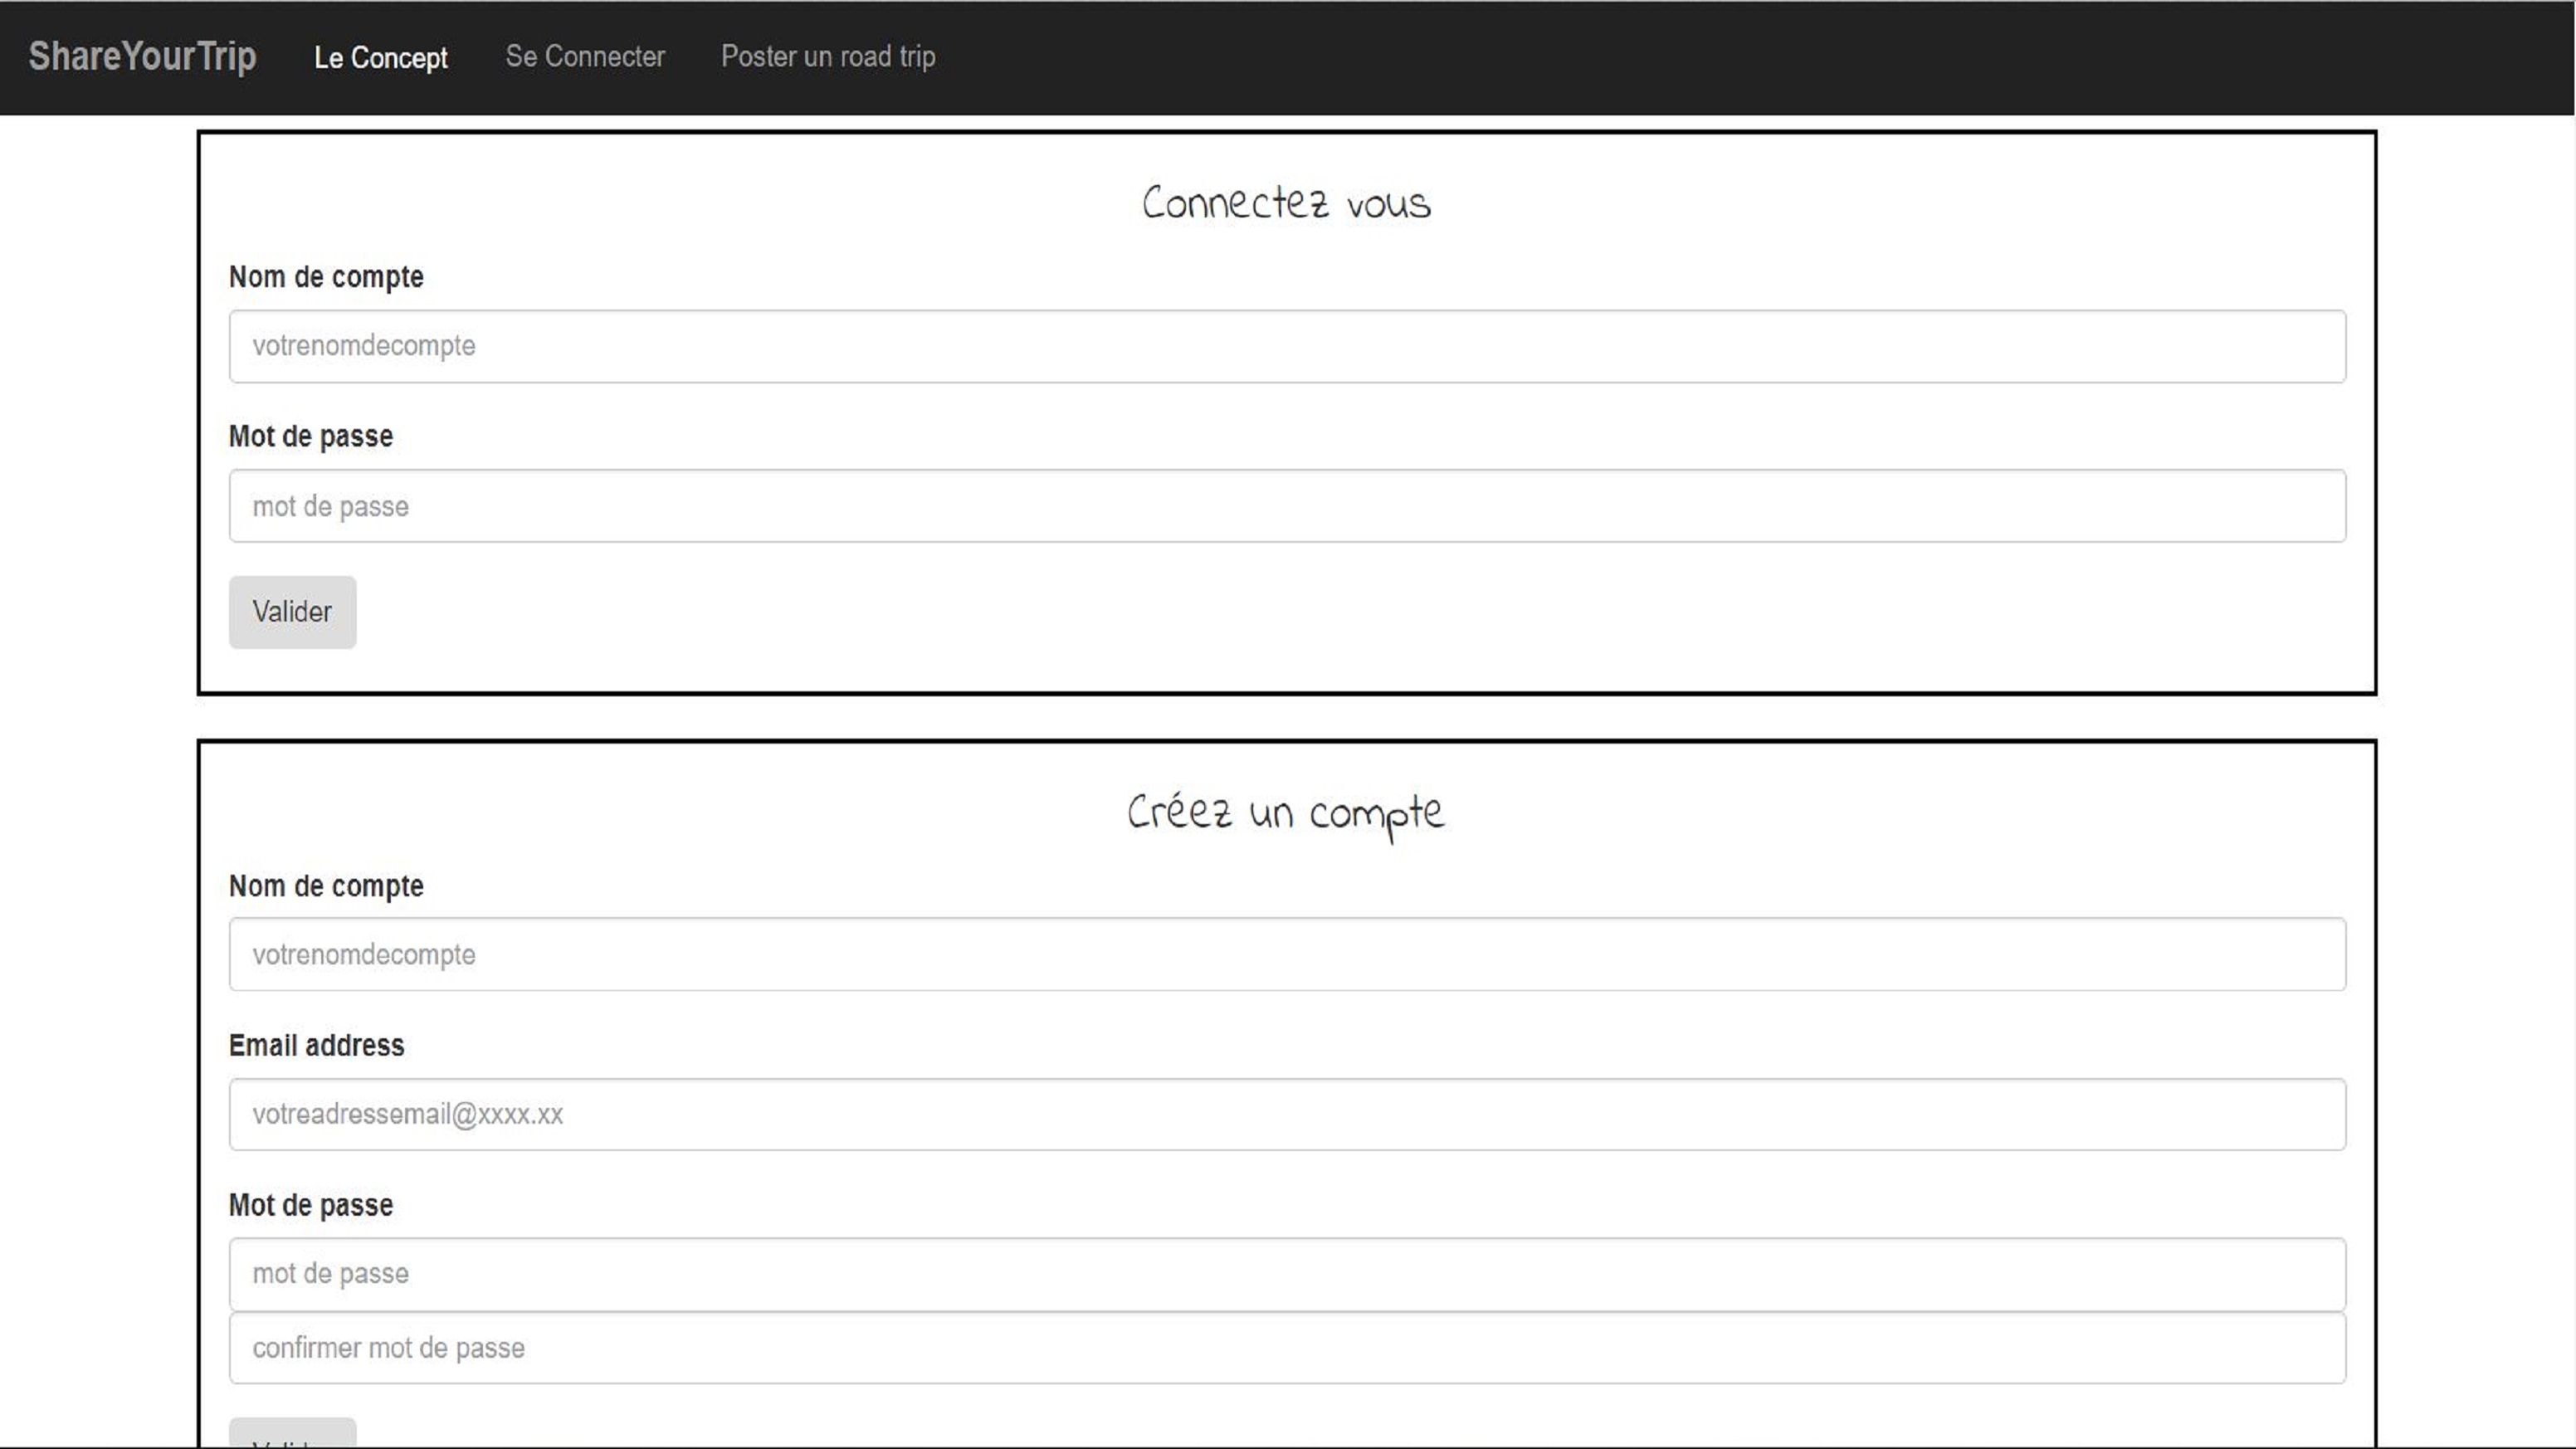 ShareYourTrip Le Concept Se Connecter Poster un road trip
Connectez vous
Nom de compte
votrenomdecompte
Mot de passe
mot de passe
Valider
Créez un compte
Nom de compte
votrenomdecompte
Email address
votreadressemail@xxxx.xx
Mot de passe
mot de passe
confirmer mot de passe